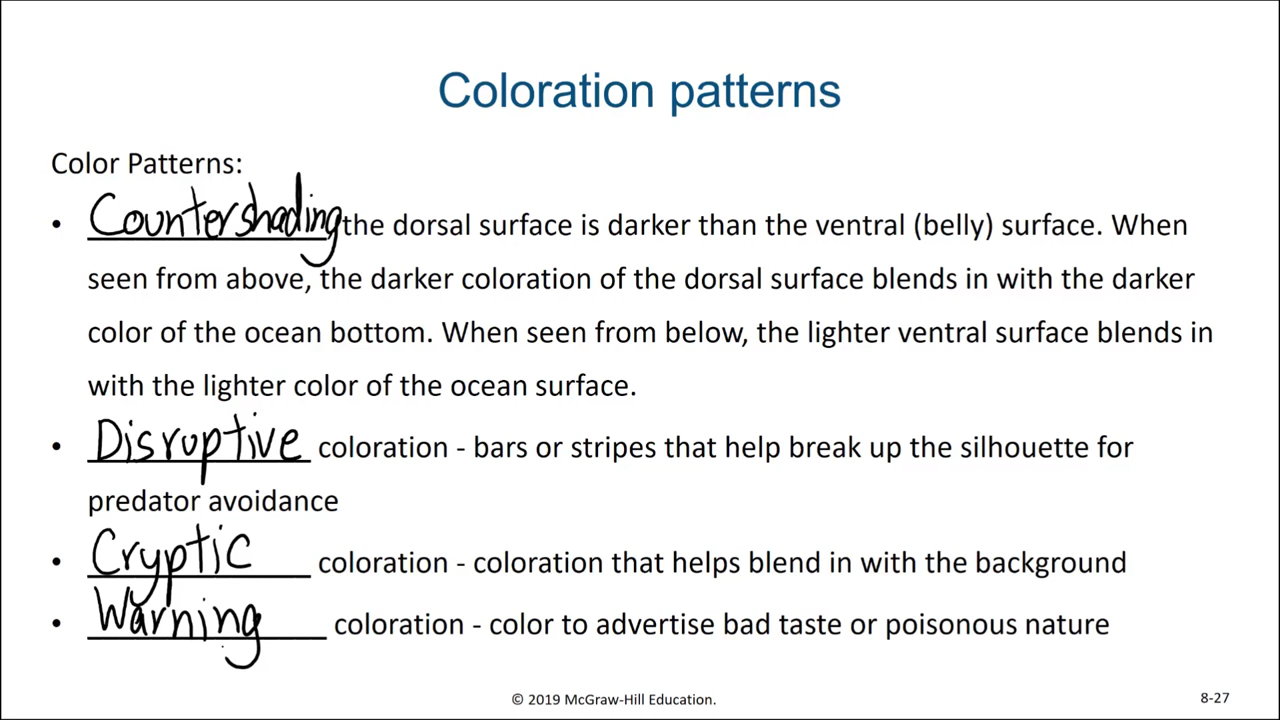 Coloration patterns
Color Patterns:
• Countershading the dorsal surface is darker than the ventral (belly) surface. When
seen from above, the darker coloration of the dorsal surface blends in with the darker
color of the ocean bottom. When seen from below, the lighter ventral surface blends in
with the lighter color of the ocean surface.
• Disruptive coloration - bars or stripes that help break up the silhouette for
predator avoidance
• Cryptic coloration - coloration that helps blend in with the background
• Warning coloration - color to advertise bad taste or poisonous nature
© 2019 McGraw-Hill Education.
8-27